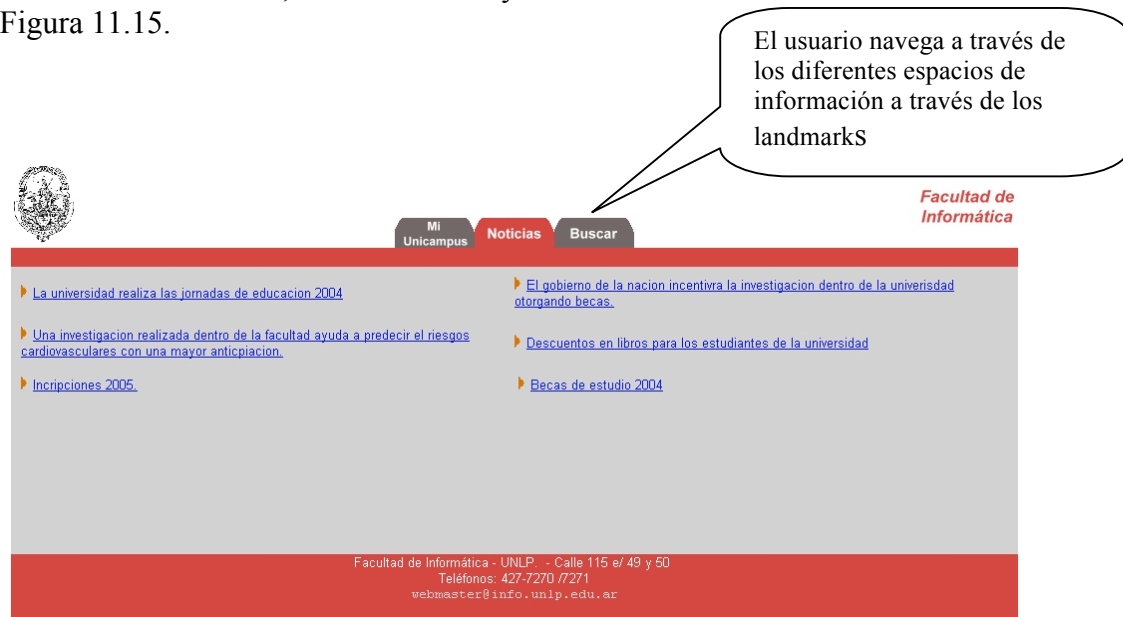 Figura 11.15.
El usuario navega a través de
los diferentes espacios de
información a través de los
landmarks
Facultad de
Informática
Mi
Unicampus
Noticias
Buscar
La universidad realiza las jornadas de educacion 2004
El gobierno de la nacion incentivra la investigacion dentro de la univerisdad
otorgando becas.
Una investigacion realizada dentro de la facultad ayuda a predecir el riesgos
cardiovasculares con una mayor anticpiacion.
Descuentos en libros para los estudiantes de la universidad
Incripciones 2005.
Becas de estudio 2004
Facultad de Informática - UNLP. - Calle 115 e/ 49 y 50
Teléfonos: 427-7270 /7271
webmaster@info.unlp.edu.ar